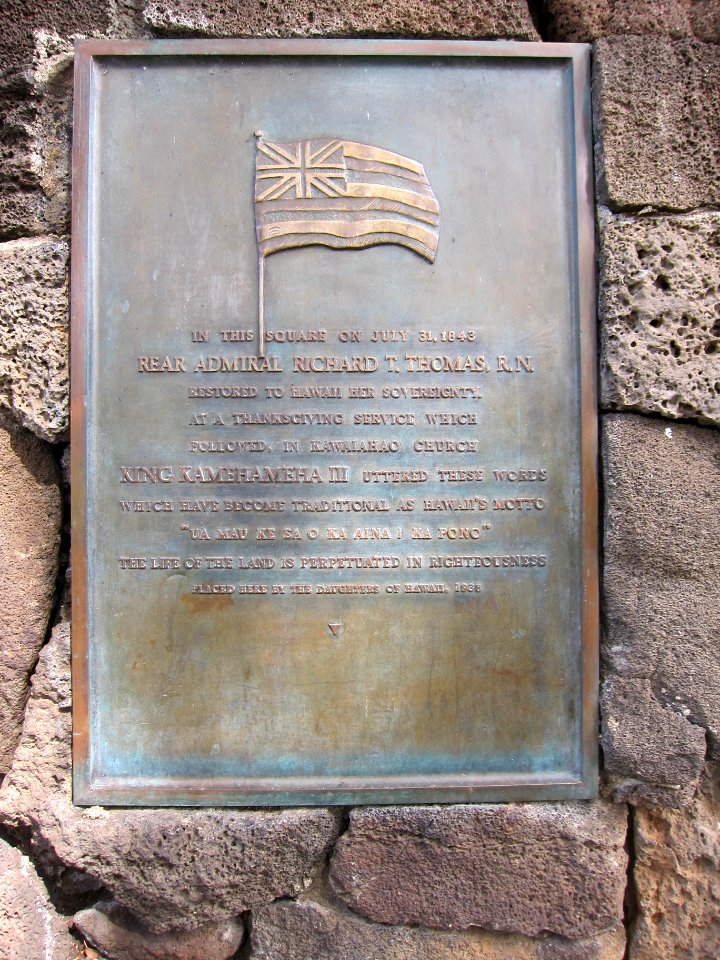 IN THIS SQUARE ON JULY 31, 1843
REAR ADMIRAL RICHARD T. THOMAS, R.N.
RESTORED TO HAWAII HER SOVEREIGNTY.
AT A THANKSGIVING SERVICE WHICH
FOLLOWED, IN KAWAIAHAO CHURCH
KING KAMEHAMEHA III UTTERED THESE WORDS
WHICH HAVE BECOME TRADITIONAL AS HAWAII'S MOTTO
"UA MAU KE EA O KA AINA I KA PONO"
THE LIFE OF THE LAND IS PERPETUATED IN RIGHTEOUSNESS
PLACED HERE BY THE DAUGHTERS OF HAWAII,